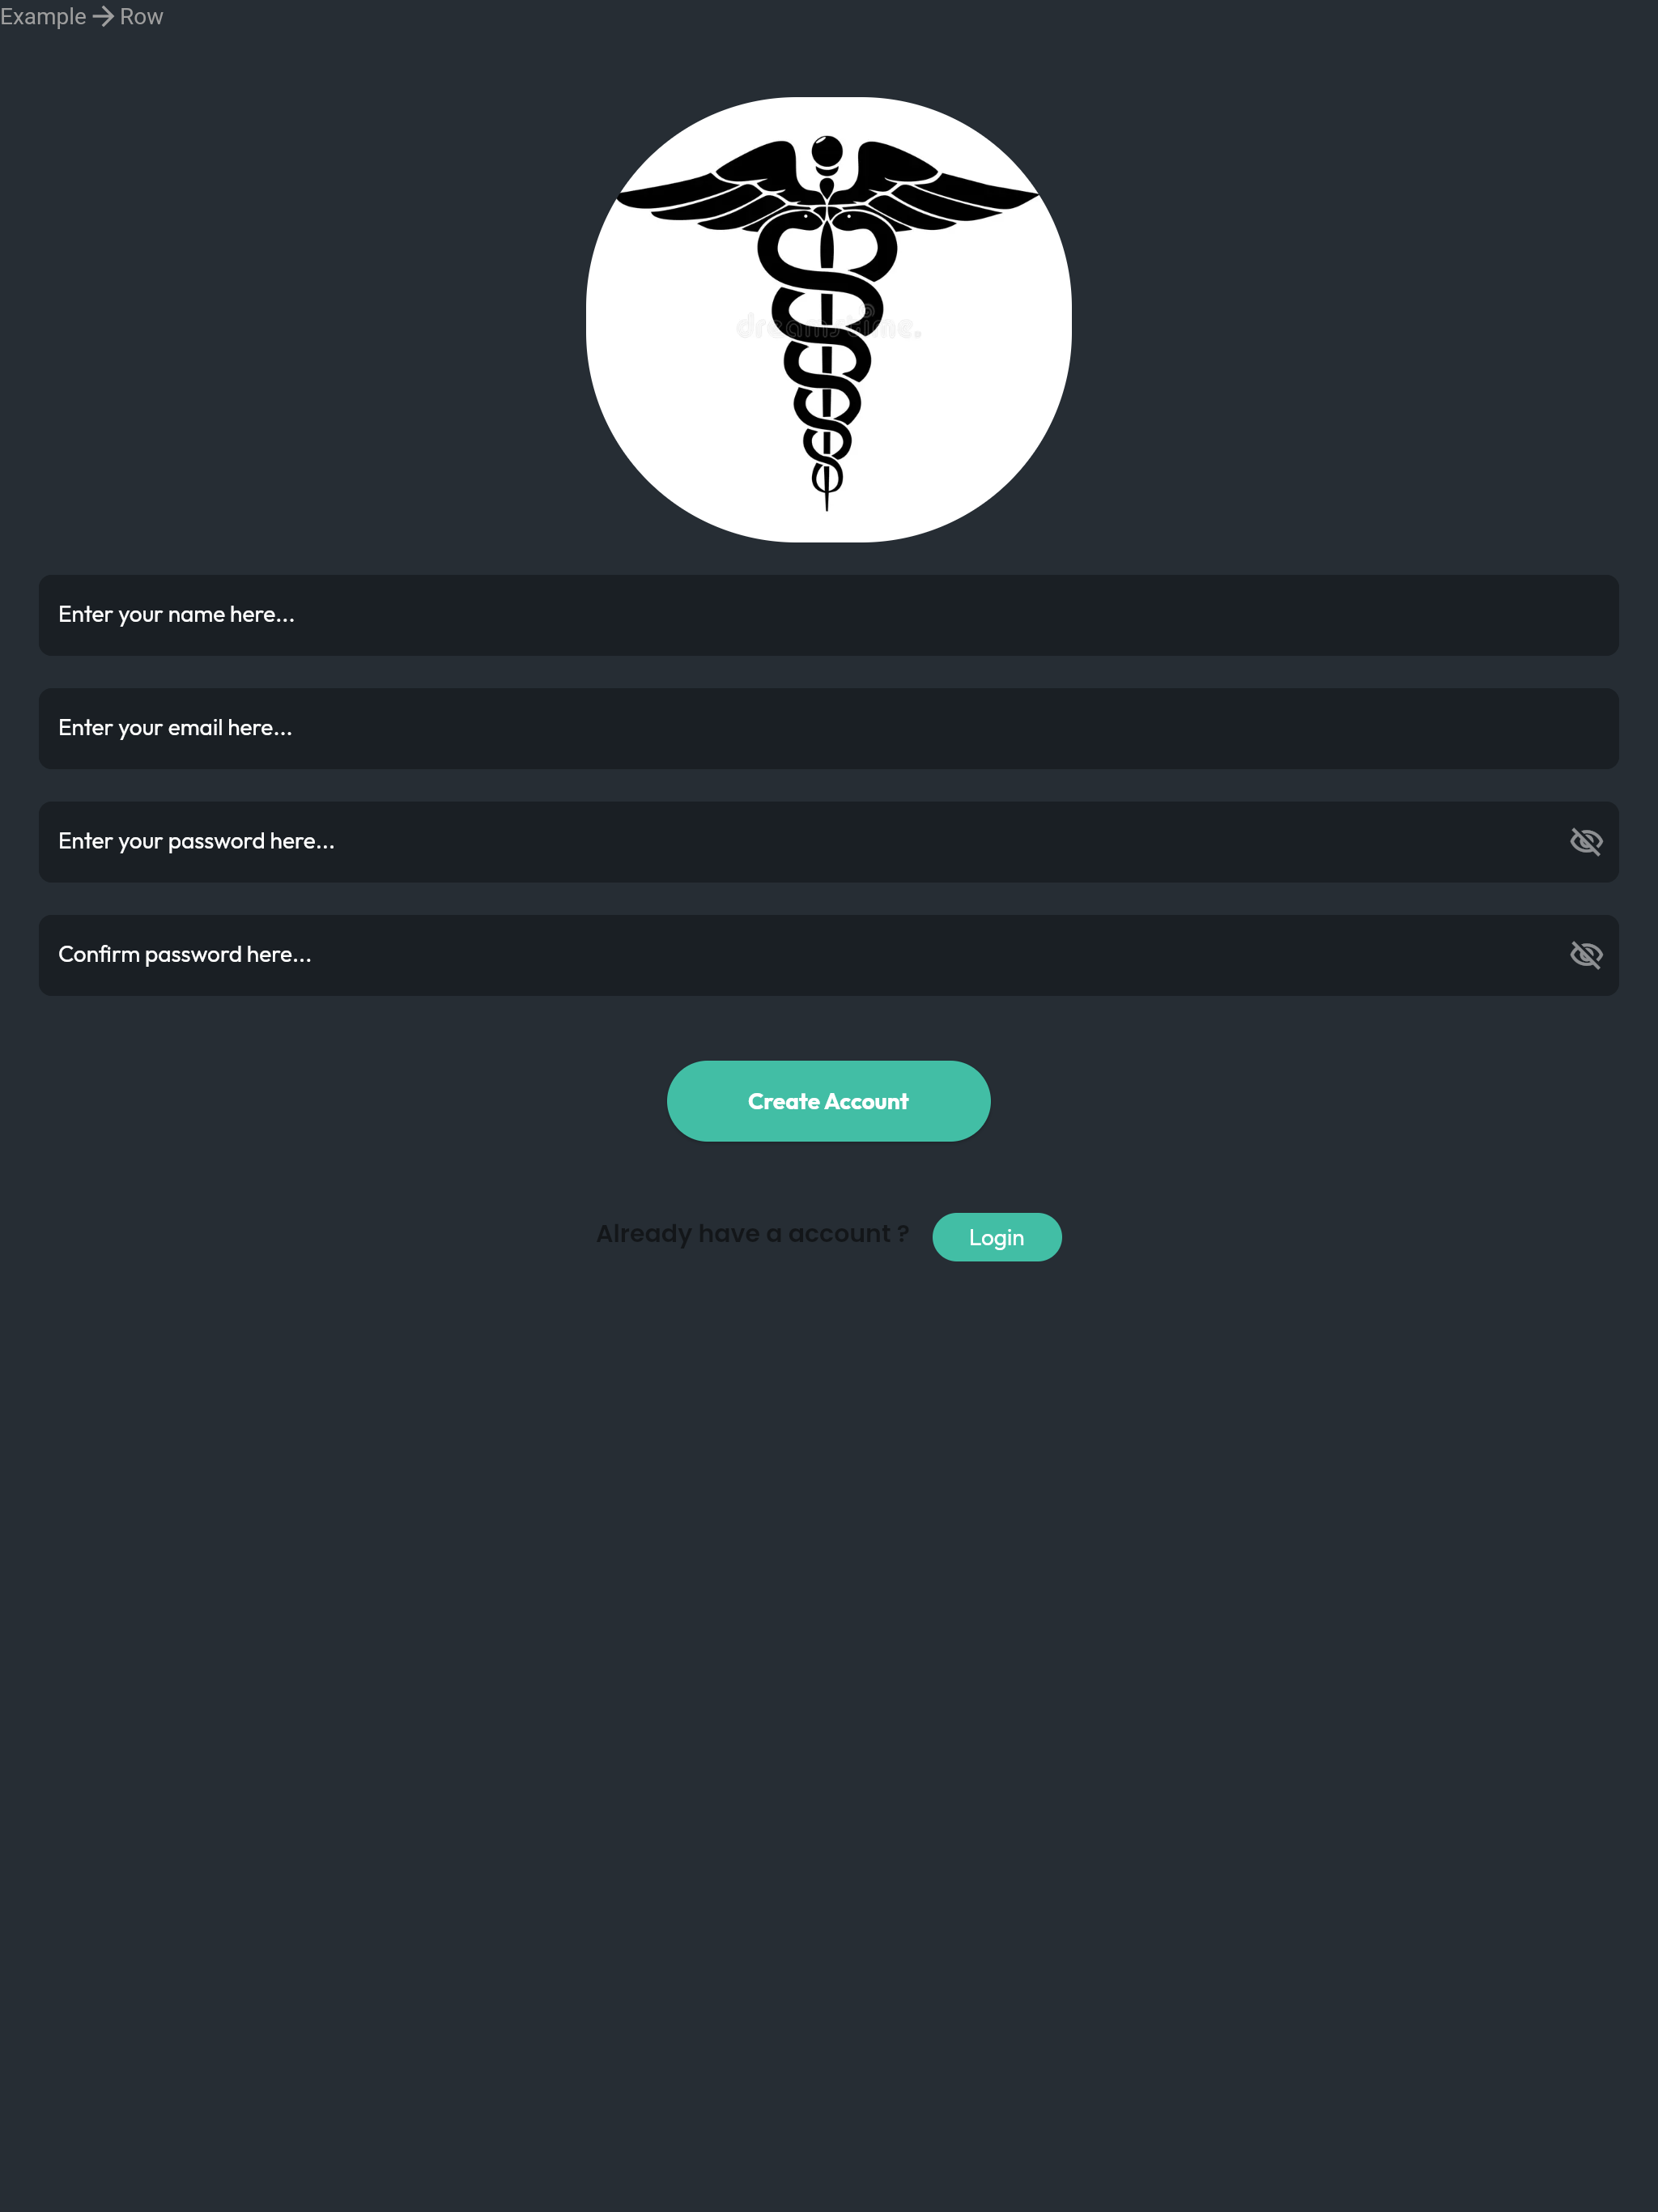 Example → Row
dreamstime.
Enter your name here...
Enter your email here...
Enter your password here...
Confirm password here...
Create Account
Already have a account ?
Login